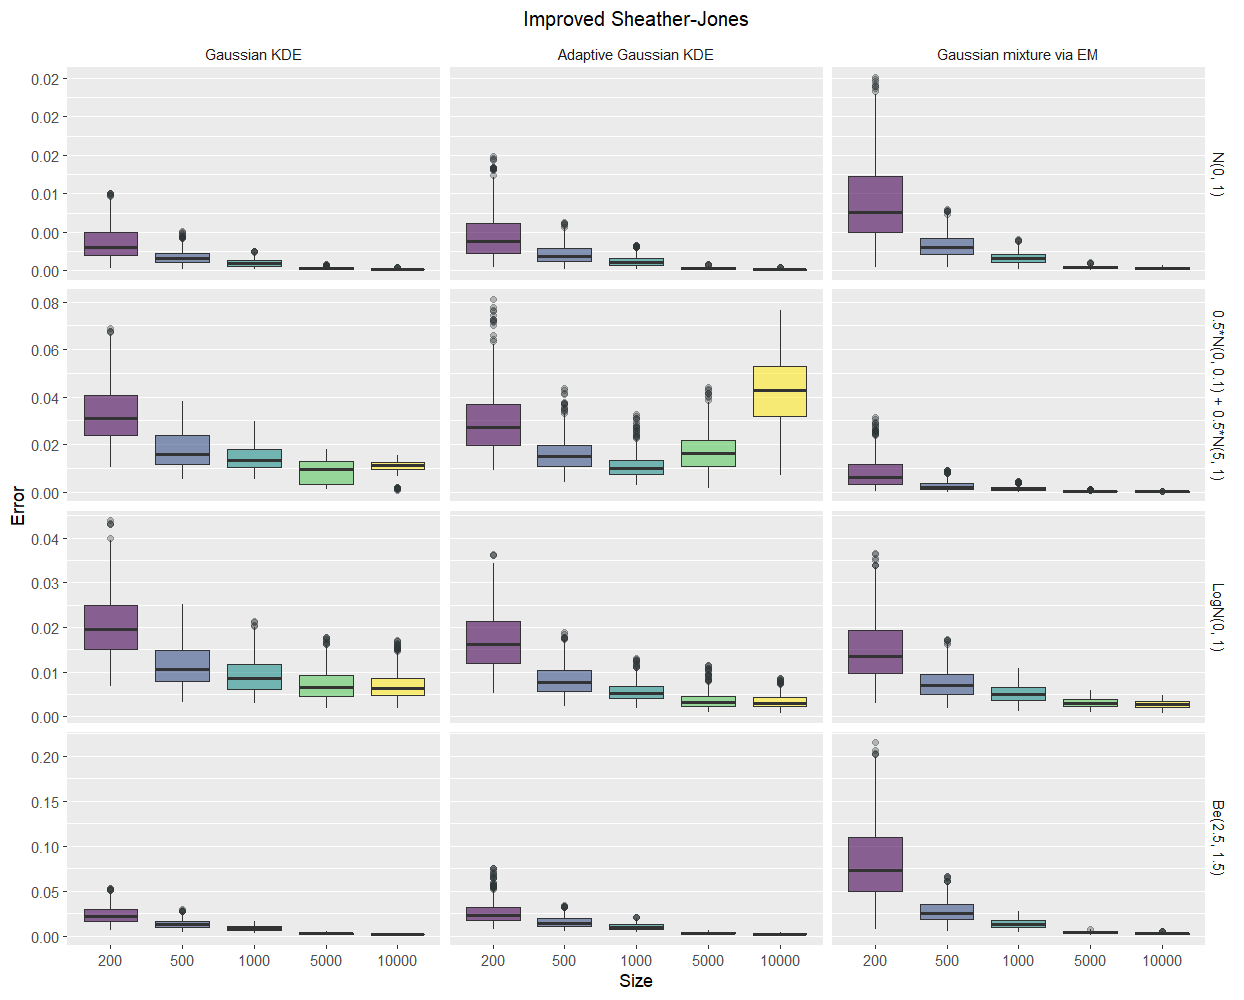 Improved Sheather-Jones
Gaussian KDE
Adaptive Gaussian KDE
Gaussian mixture via EM
0.02
0.02
0.02
0.01
0.00
0.00
N(0, 1)
0.08
0.06
0.04
0.02
0.00
0.5*N(0, 0.1) + 0.5*N(5, 1)
Error
0.04
0.03
0.02
0.01
0.00
LogN(0, 1)
0.20
0.15
0.10
0.05
0.00
Be(2.5, 1.5)
200 500 1000 5000 10000
200 500 1000 5000 10000
200 500 1000 5000 10000
Size